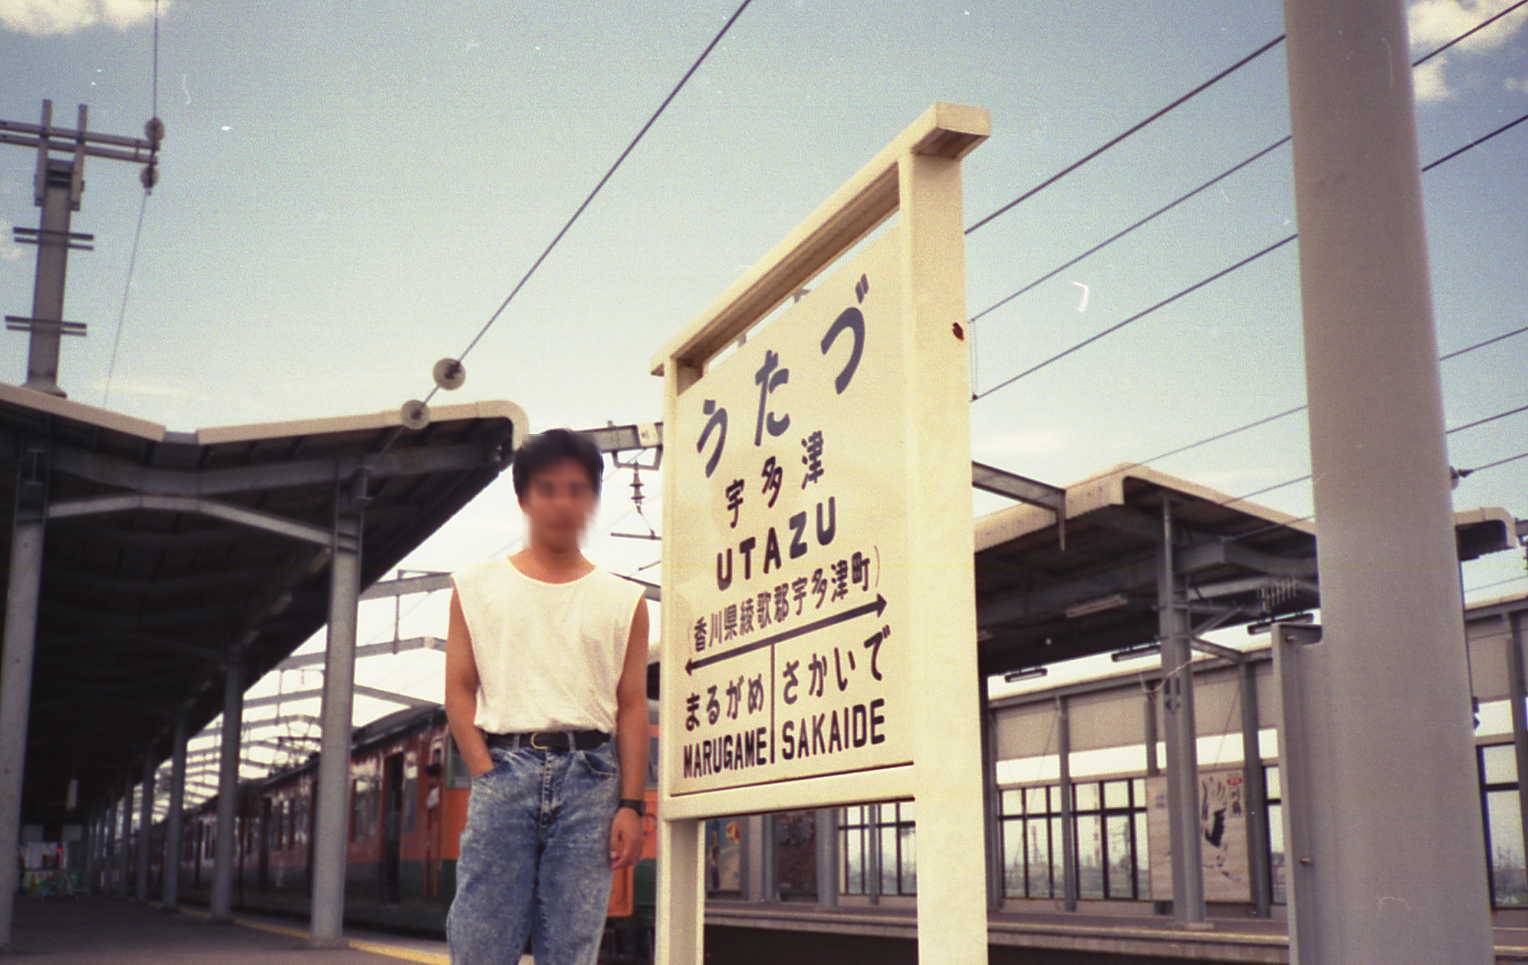 うたづ
宇多津
UTAZU
(香川県綾歌郡宇多津町)
まるがめ さかいで
MARUGAME SAKAIDE